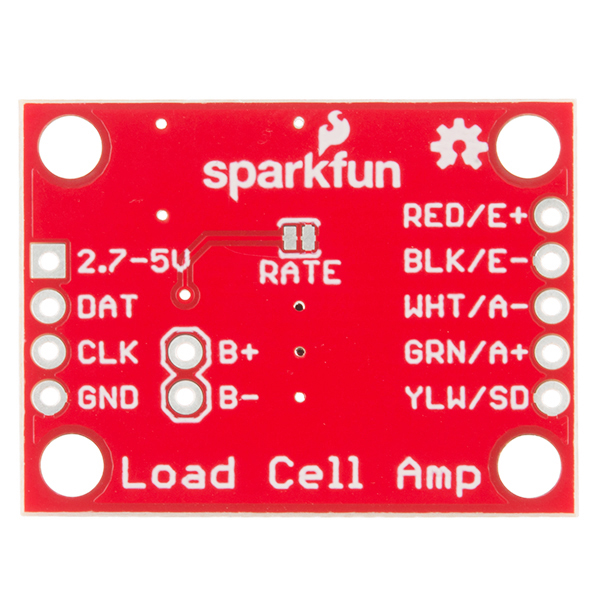 sparkfun
RED/E+
2.7-5V
BLK/E-
RATE
DAT
WHT/A-
CLK
B+
GRN/A+
GND
B-
YLW/SD
Load Cell Amp